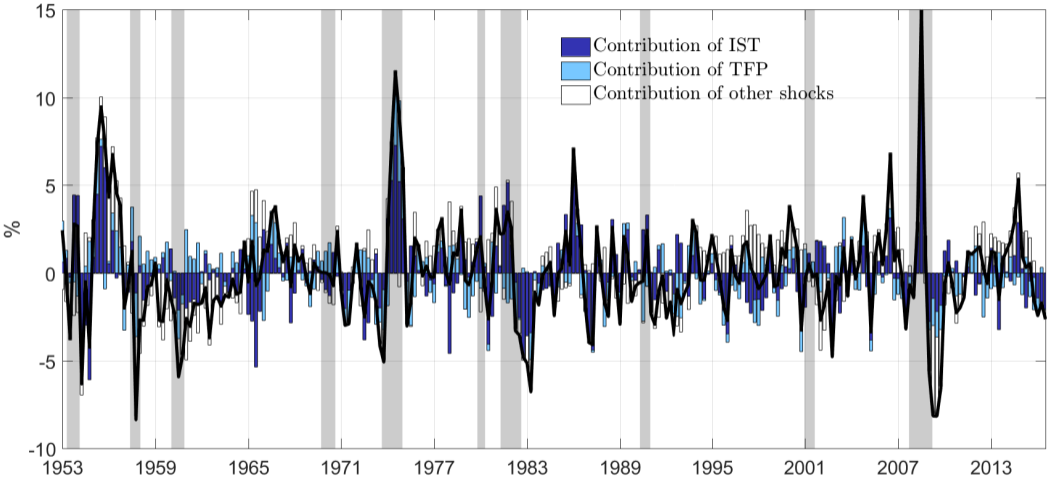 15
10
5
0
-5
-10
%
Contribution of IST
Contribution of TFP
Contribution of other shocks
1953 1959 1965 1971 1977 1983 1989 1995 2001 2007 2013